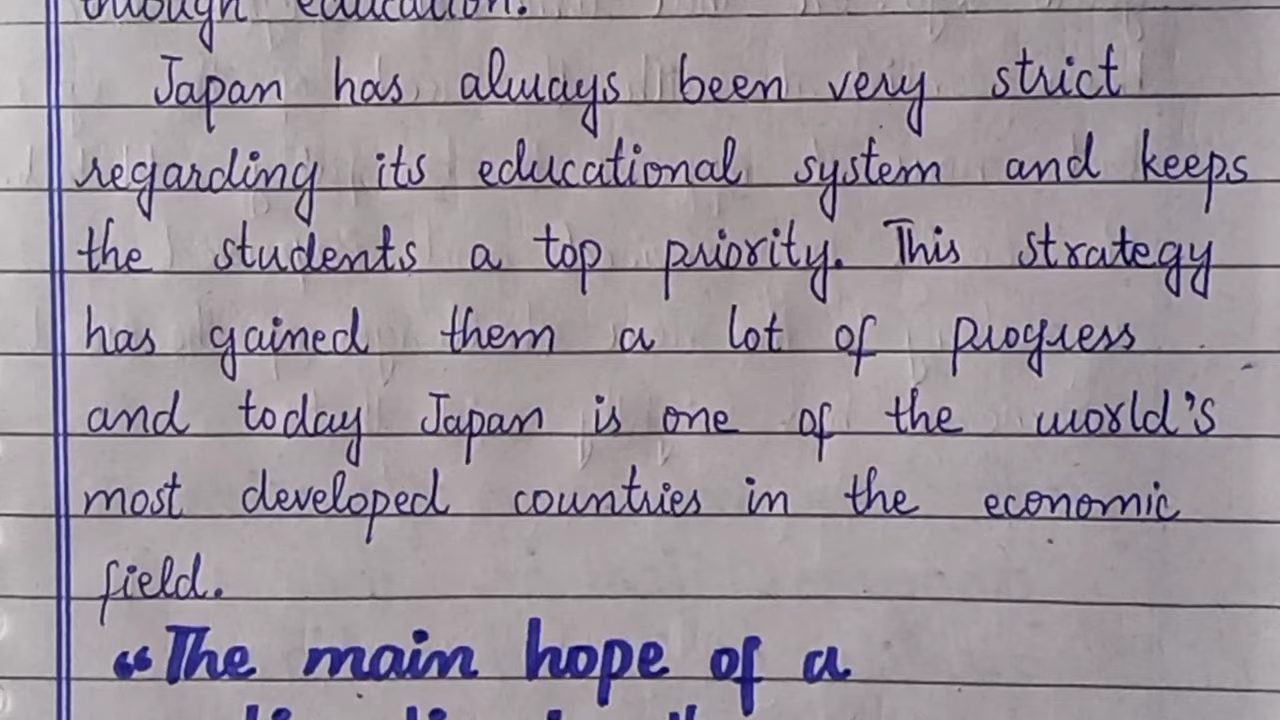 through education.
Japan has always been very strict
regarding its educational system and keeps
the students a top priority. This strategy
has gained them a lot of progress
and today Japan is one of the world's
most developed countries in the economic
field.
“The main hope of a